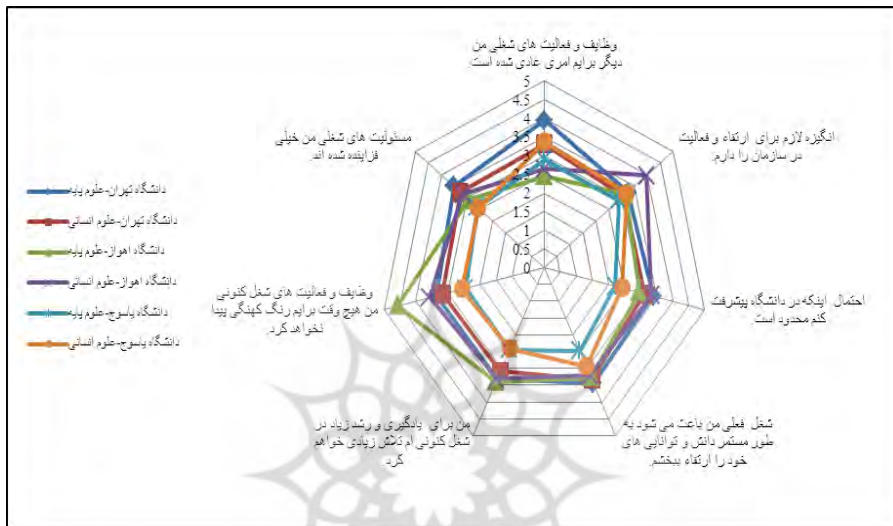 وظایف و فعالیت های شغلی من
دیگر برایم امری عادی شده است.
انگیزه لازم برای ارتقاء و فعالیت
در سازمان را دارم.
احتمال اینکه در دانشگاه پیشرفت
کنم محدود است.
شغل فعلی من باعث می شود به
طور مستمر دانش و توانایی های
خود را ارتقاء ببخشم.
من برای یادگیری و رشد زیاد در
شغل کنونی ام تلاش زیادی خواهم
کرد.
وظایف و فعالیت های شغل کنونی
من هیچ وقت برایم رنگ کهنگی پیدا
نخواهد کرد.
مسئولیت های شغلی من خیلی
فزاینده شده اند.
5
4.5
4
3.5
3
2.5
2
1.5
1
0.5
0
دانشگاه تهران-علوم پایه
دانشگاه تهران-علوم انسانی
دانشگاه اهواز-علوم پایه
دانشگاه اهواز-علوم انسانی
دانشگاه یاسوج-علوم پایه
دانشگاه یاسوج-علوم انسانی